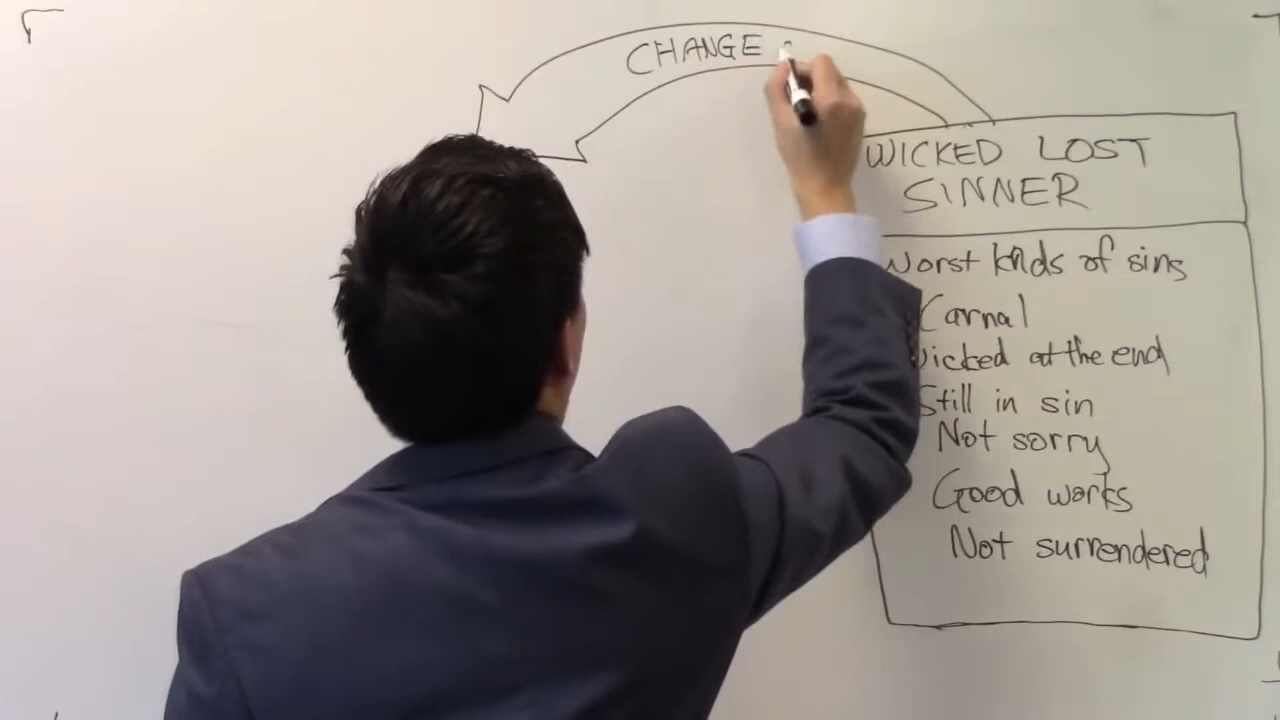 CHANGE
WICKED LOST
SINNER
Worst kinds of sins
Carnal
Wicked at the end
Still in sin
Not sorry
Good works
Not surrendered